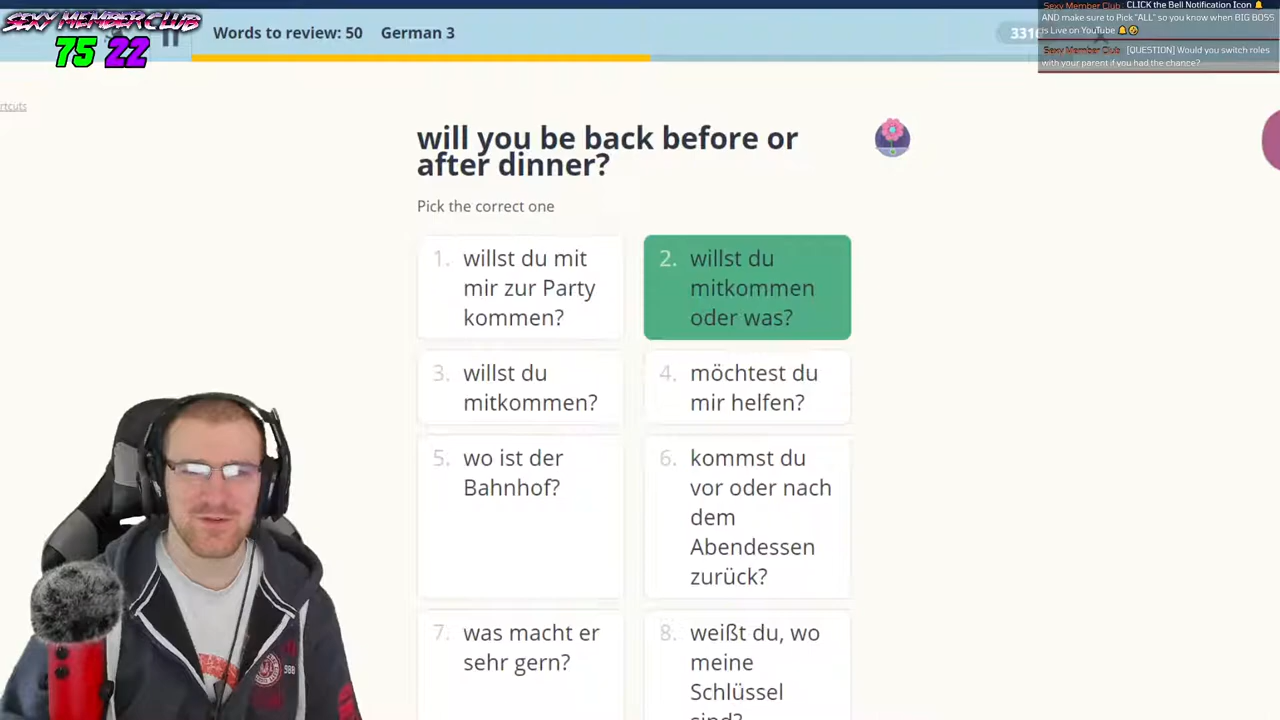 SEXY MEMBER CLUB
75 22
Words to review: 50 German 3
331
Sexy Member Club CLICK the Bell Notification Icon 🔔
AND make sure to Pick "ALL" so you know when BIG BOSS
is Live on YouTube 🔔
Sexy Member Club [QUESTION] Would you switch roles
with your parent if you had the chance?
rtcuts
will you be back before or
after dinner?
Pick the correct one
1. willst du mit
mir zur Party
kommen?
2. willst du
mitkommen
oder was?
3. willst du
mitkommen?
4. möchtest du
mir helfen?
5. wo ist der
Bahnhof?
6. kommst du
vor oder nach
dem
Abendessen
zurück?
7. was macht er
sehr gern?
8. weißt du, wo
meine
Schlüssel
sind?